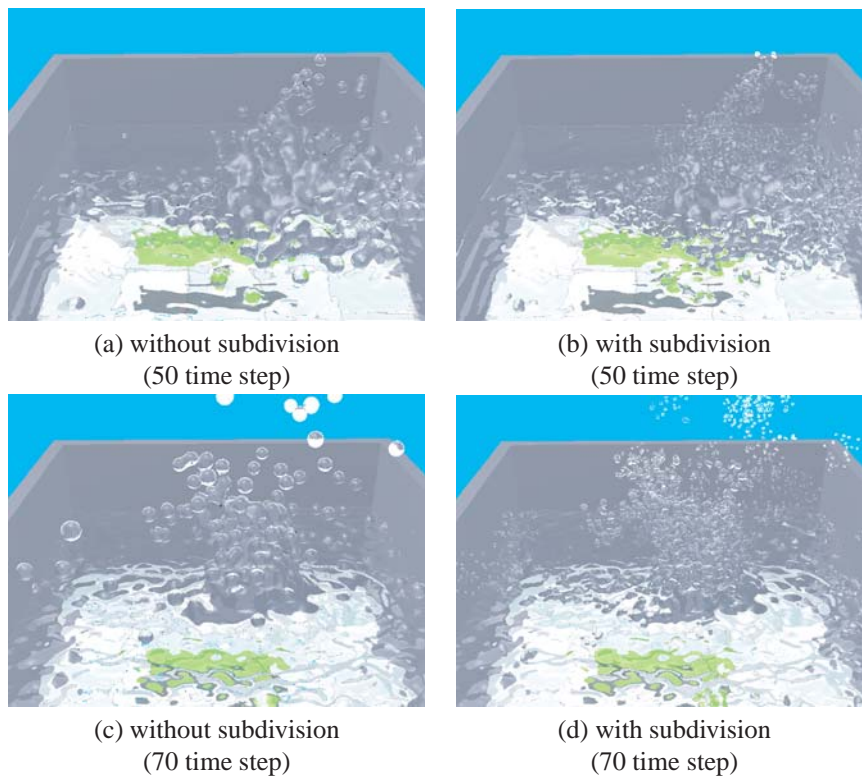 (a) without subdivision
(50 time step)
(b) with subdivision
(50 time step)
(c) without subdivision
(70 time step)
(d) with subdivision
(70 time step)